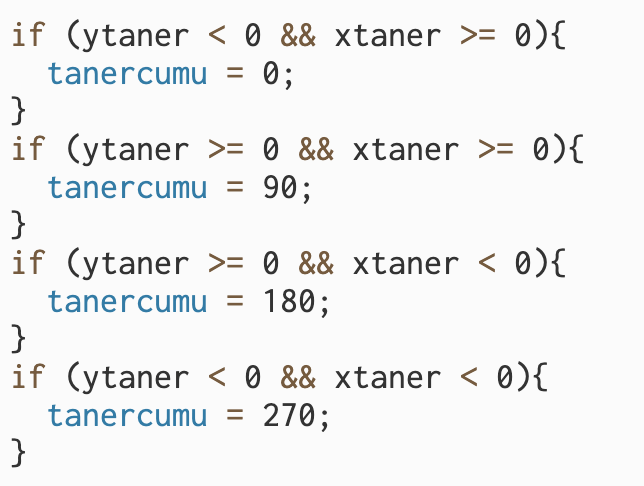 if (ytaner < 0 && xtaner >= 0){
  tanercumu = 0;
}
if (ytaner >= 0 && xtaner >= 0){
  tanercumu = 90;
}
if (ytaner >= 0 && xtaner < 0){
  tanercumu = 180;
}
if (ytaner < 0 && xtaner < 0){
  tanercumu = 270;
}